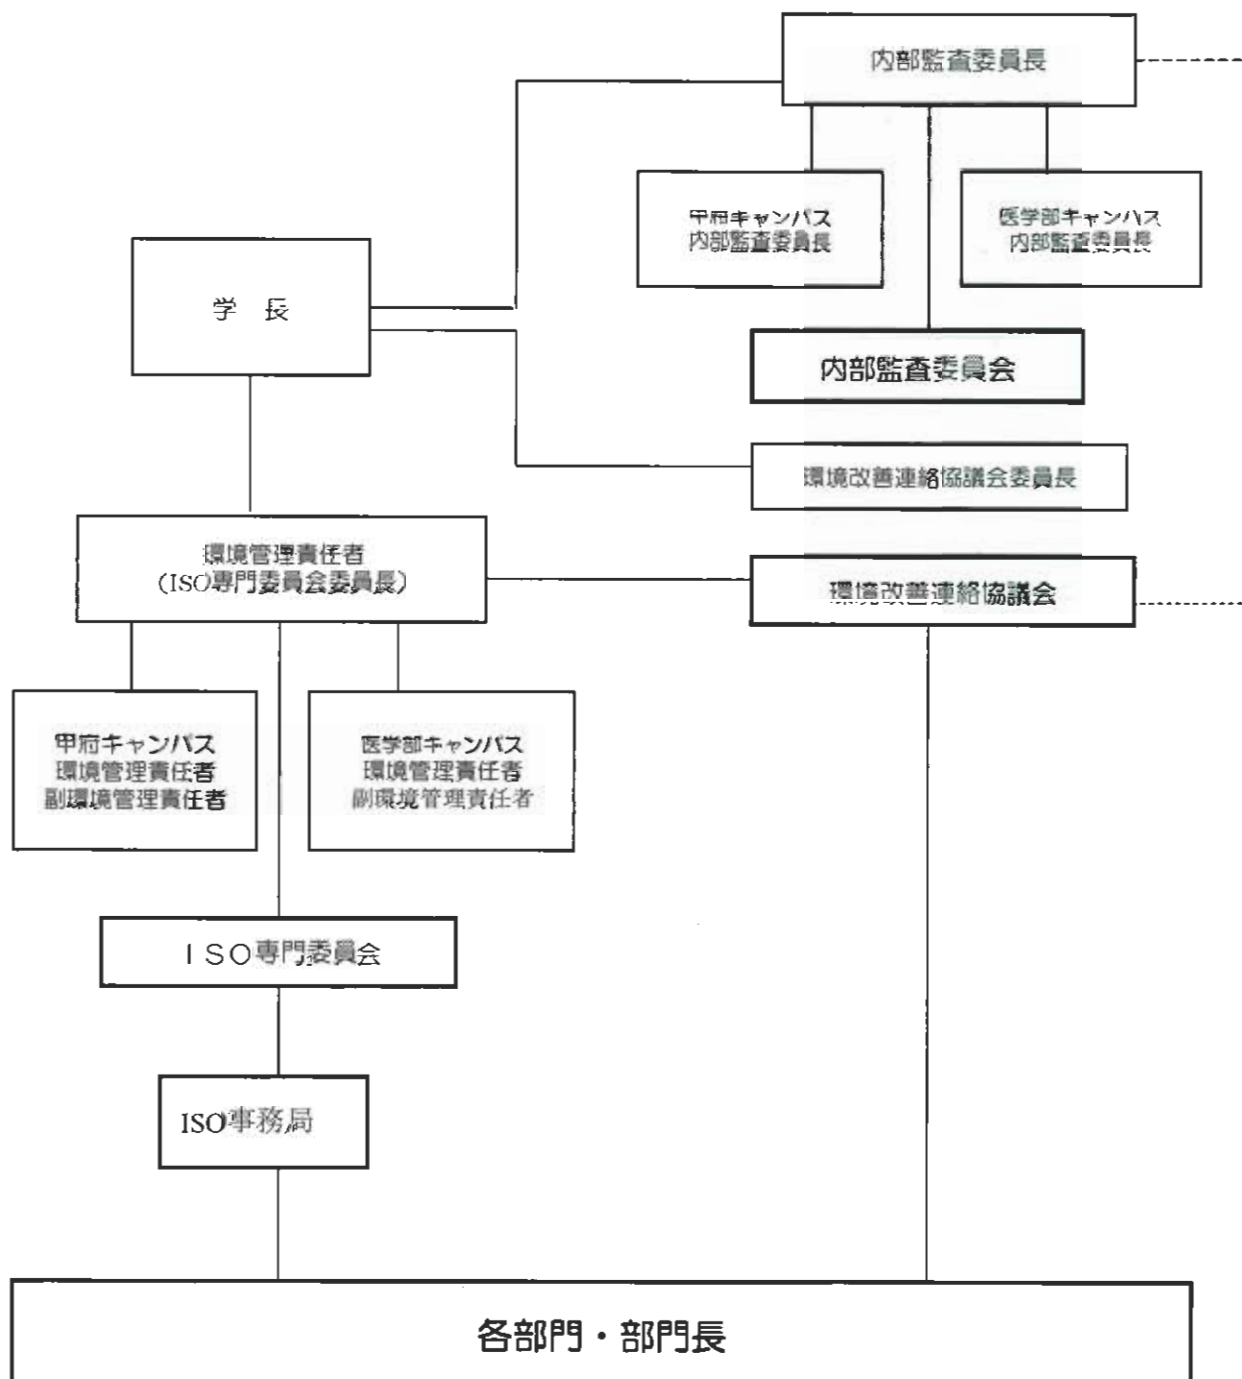 内部監査委員長
甲府キャンパス
内部監査委員長
医学部キャンパス
内部監査委員長
学 長
内部監査委員会
環境改善連絡協議会委員長
環境管理責任者
（ISO専門委員会委員長）
環境改善連絡協議会
甲府キャンパス
環境管理責任者
副環境管理責任者
医学部キャンパス
環境管理責任者
副環境管理責任者
ＩＳＯ専門委員会
ISO事務局
各部門・部門長